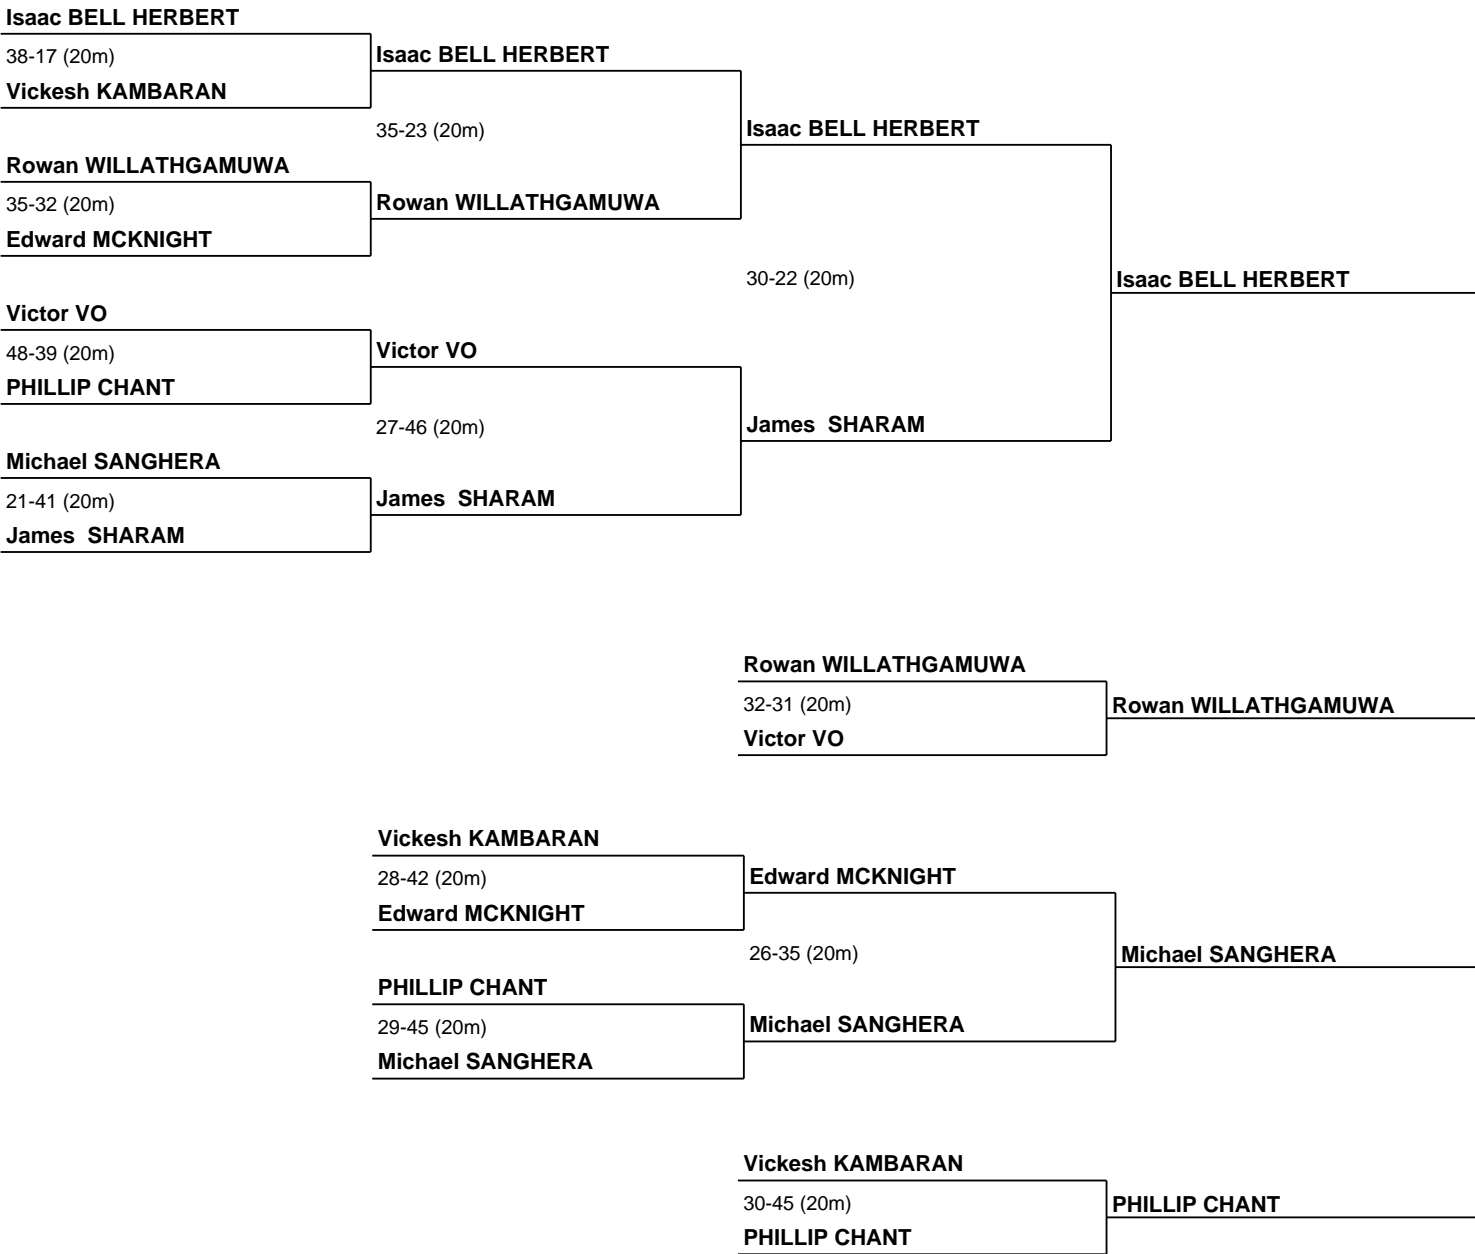 Isaac BELL HERBERT
38-17 (20m)
Isaac BELL HERBERT
Vickesh KAMBARAN
35-23 (20m)
Isaac BELL HERBERT
Rowan WILLATHGAMUWA
35-32 (20m)
Rowan WILLATHGAMUWA
Edward MCKNIGHT
30-22 (20m)
Isaac BELL HERBERT
Victor VO
48-39 (20m)
Victor VO
PHILLIP CHANT
27-46 (20m)
James  SHARAM
Michael SANGHERA
21-41 (20m)
James  SHARAM
James  SHARAM
Rowan WILLATHGAMUWA
32-31 (20m)
Rowan WILLATHGAMUWA
Victor VO
Vickesh KAMBARAN
28-42 (20m)
Edward MCKNIGHT
Edward MCKNIGHT
26-35 (20m)
Michael SANGHERA
PHILLIP CHANT
29-45 (20m)
Michael SANGHERA
Michael SANGHERA
Vickesh KAMBARAN
30-45 (20m)
PHILLIP CHANT
PHILLIP CHANT